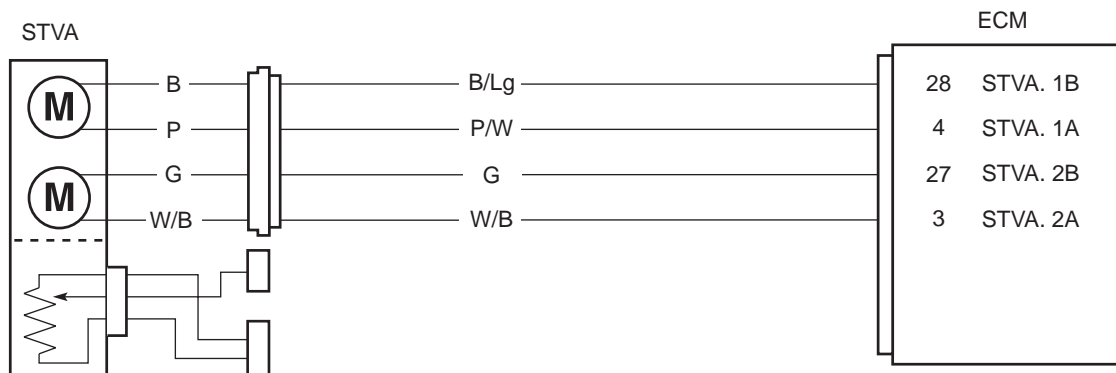 STVA
ECM
B B/Lg 28 STVA. 1B
M
P P/W 4 STVA. 1A
G G 27 STVA. 2B
M
W/B W/B 3 STVA. 2A